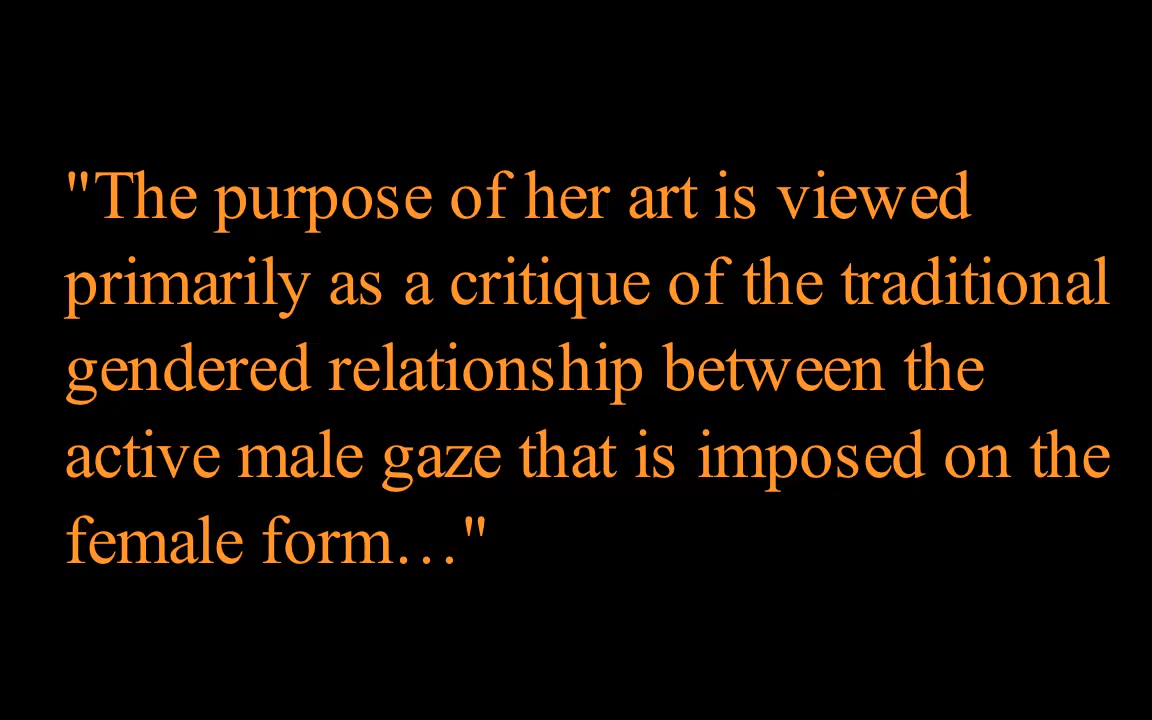 "The purpose of her art is viewed
primarily as a critique of the traditional
gendered relationship between the
active male gaze that is imposed on the
female form…"